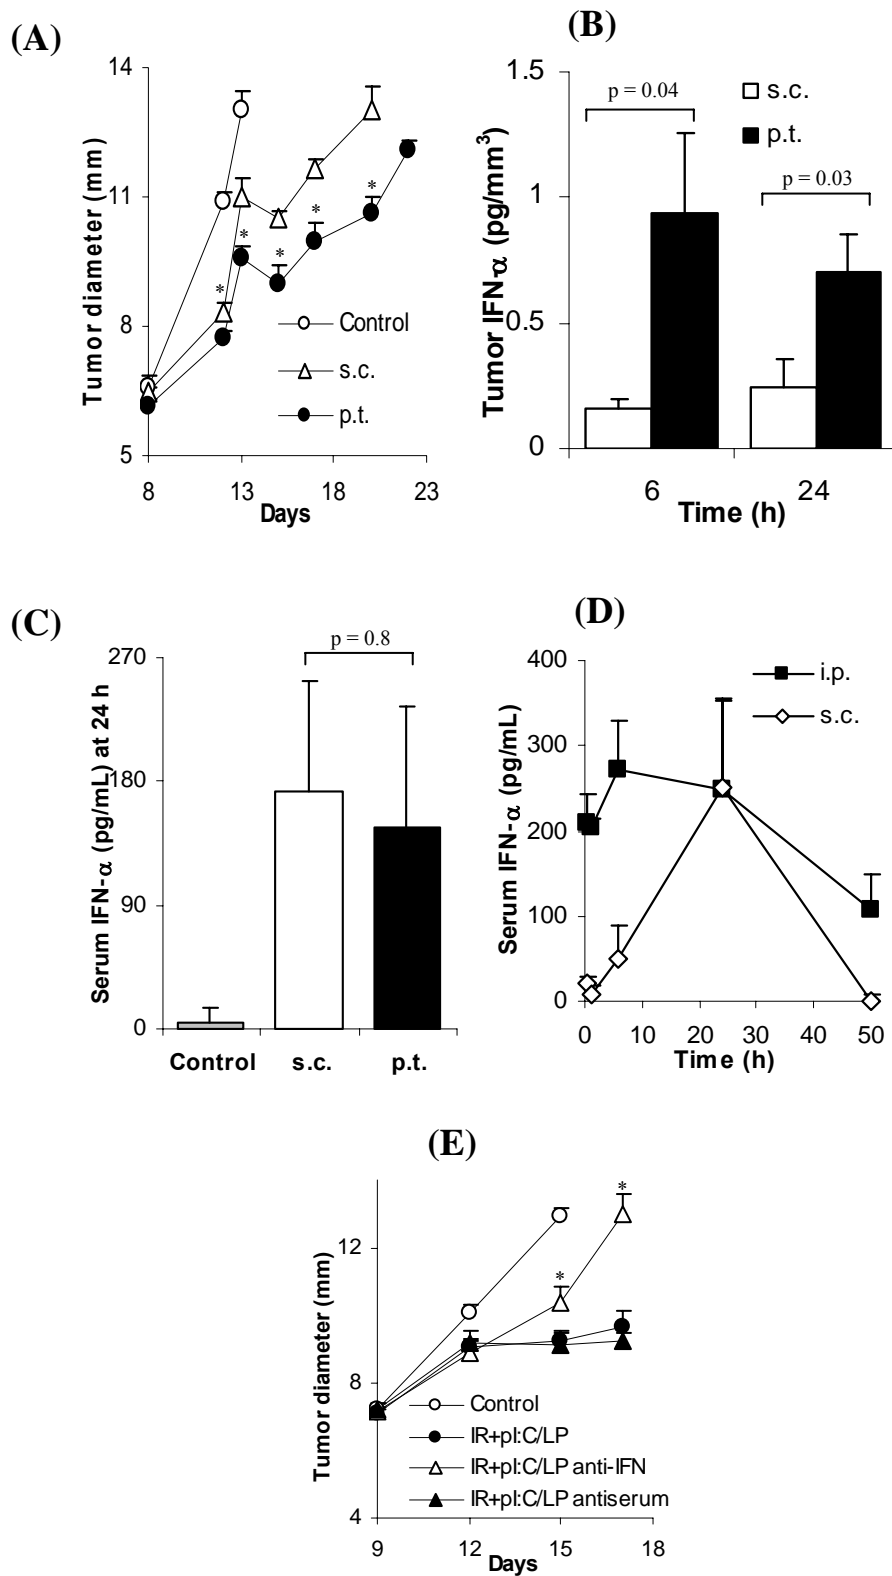 (A)
14
11
8
5
Tumor diameter (mm)
*
*
*
*
*
Control
s.c.
p.t.
8
13
18
23
Days
(B)
1.5
1
0.5
0
Tumor IFN-α (pg/mm3)
p = 0.04
s.c.
p.t.
p = 0.03
6
24
Time (h)
(C)
p = 0.8
270
180
90
0
Serum IFN-α (pg/mL) at 24 h
Control
s.c.
p.t.
(D)
400
300
200
100
0
Serum IFN-α (pg/mL)
i.p.
s.c.
0
10
20
30
40
50
Time (h)
(E)
12
8
4
Tumor diameter (mm)
*
*
Control
IR+pI:C/LP
IR+pI:C/LP anti-IFN
IR+pI:C/LP antiserum
9
12
15
18
Days